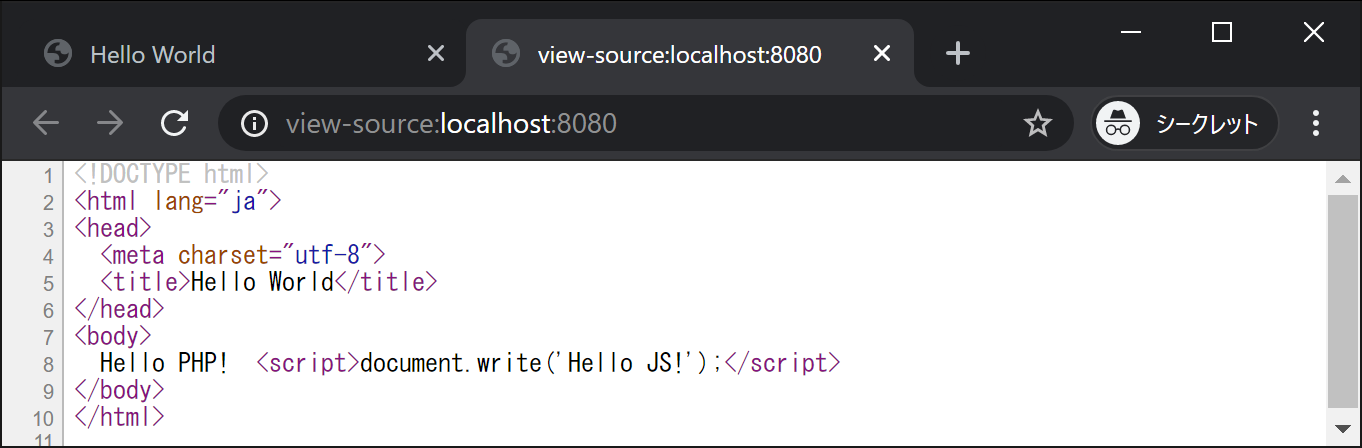 Hello World
view-source:localhost:8080
view-source:localhost:8080
シークレット
1 <!DOCTYPE html>
2 <html lang="ja">
3 <head>
4   <meta charset="utf-8">
5   <title>Hello World</title>
6 </head>
7 <body>
8   Hello PHP!  <script>document.write('Hello JS!');</script>
9 </body>
10 </html>
11